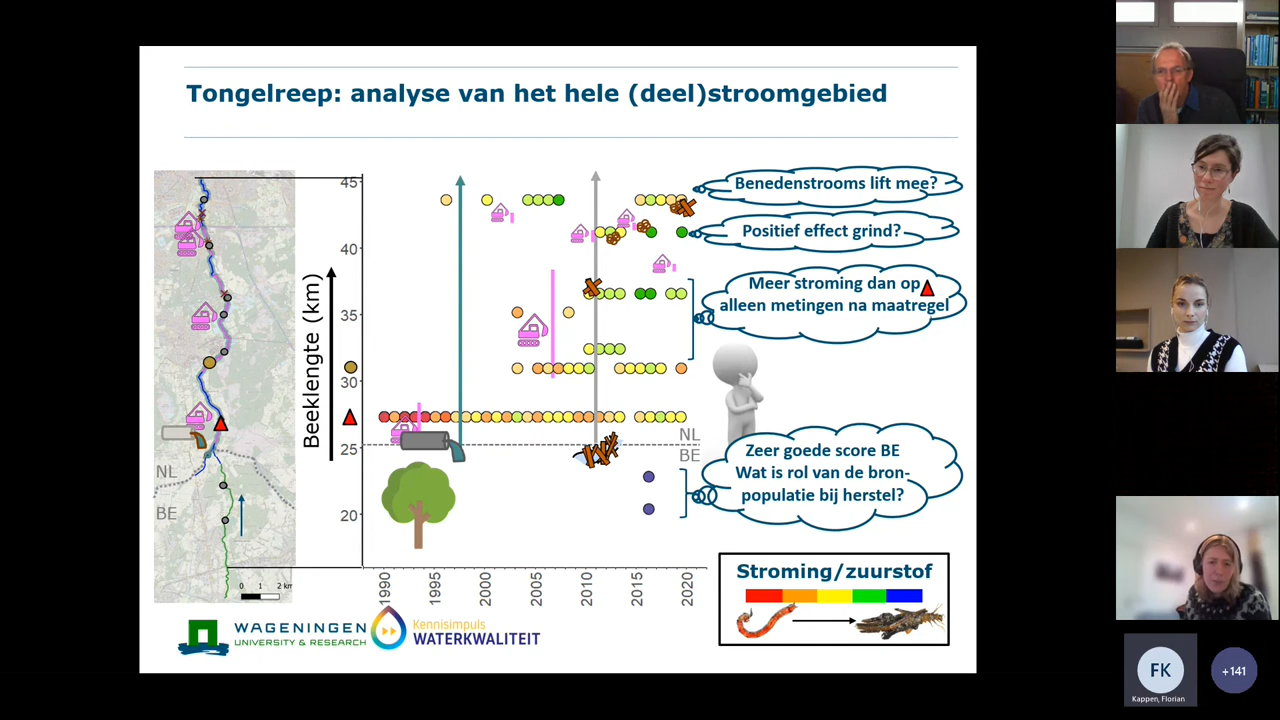 Tongelreep: analyse van het hele (deel)stroomgebied
NL
BE
0 1 2 km
Beeklengte (km)
45
40
35
30
25
20
1990
1995
2000
2005
2010
2015
2020
NL
BE
Benedenstrooms lift mee?
Positief effect grind?
Meer stroming dan op
alleen metingen na maatregel
Zeer goede score BE
Wat is rol van de bron-
populatie bij herstel?
Stroming/zuurstof
WAGENINGEN
UNIVERSITY & RESEARCH
Kennisimpuls
WATERKWALITEIT
FK
Kappen, Florian
+141